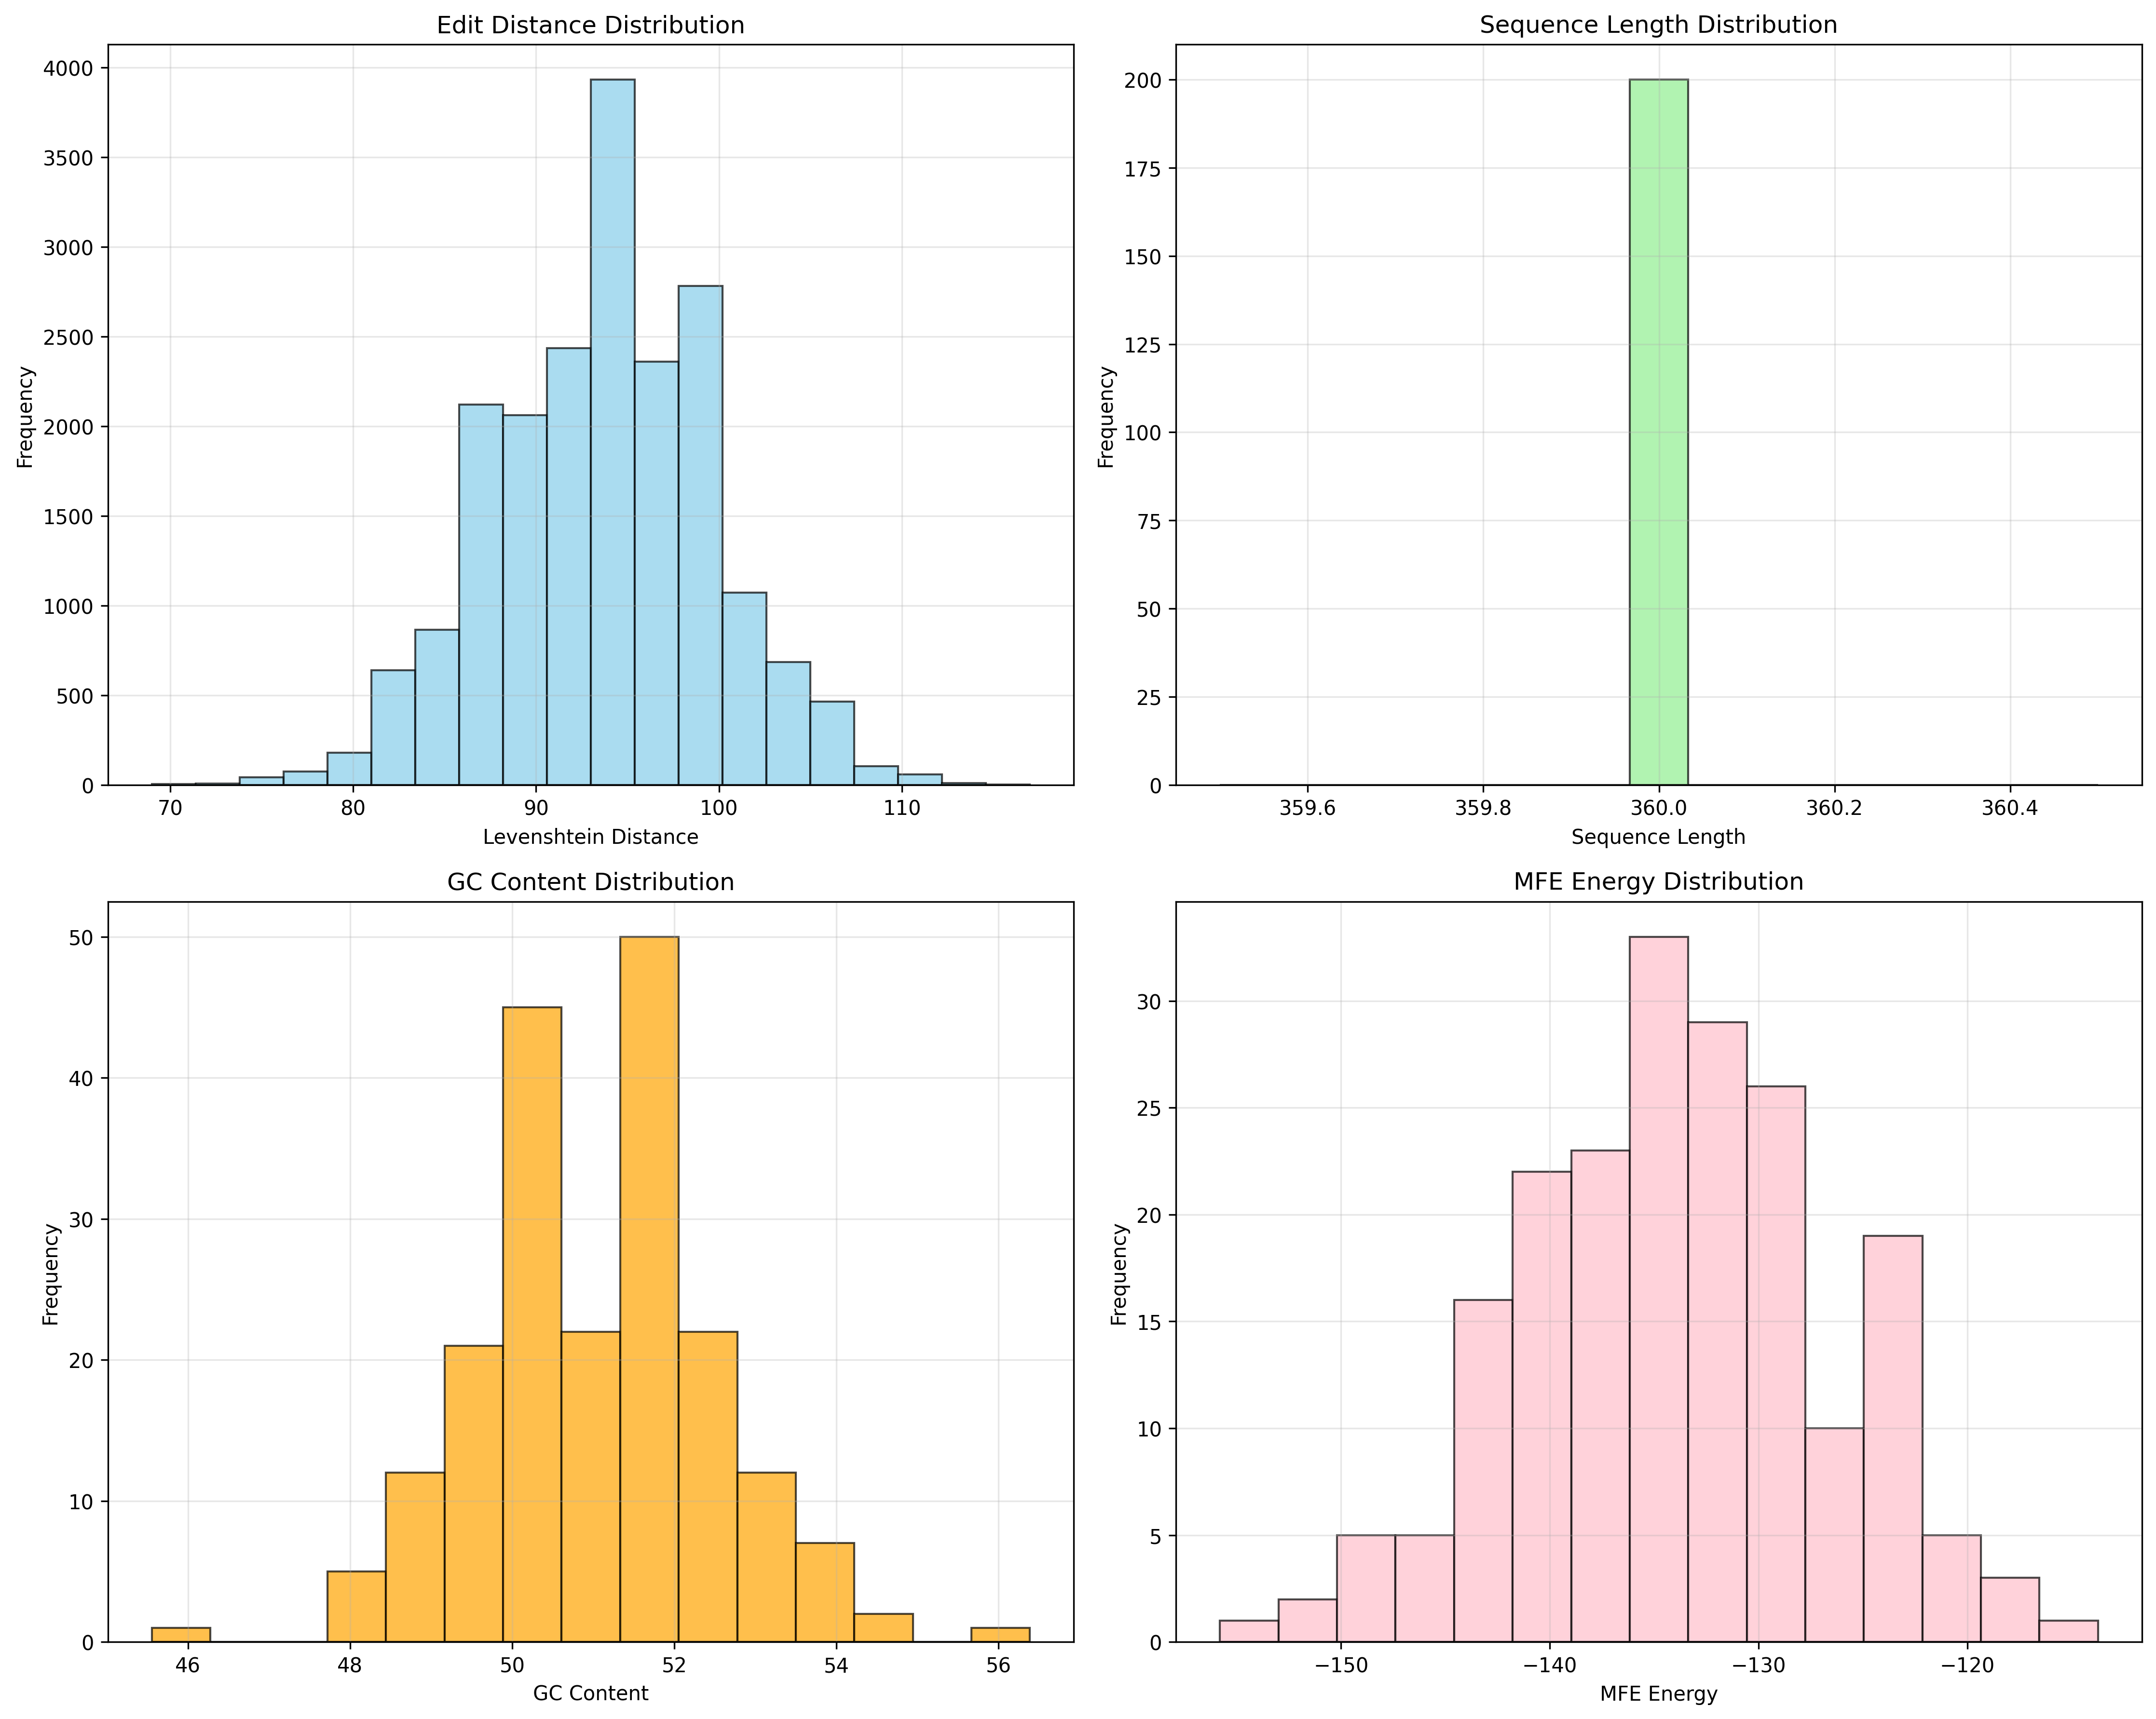 Edit Distance Distribution
4000
3500
3000
2500
2000
1500
1000
500
0
Frequency
70 80 90 100 110
Levenshtein Distance
Sequence Length Distribution
200
175
150
125
100
75
50
25
0
Frequency
359.6 359.8 360.0 360.2 360.4
Sequence Length
GC Content Distribution
50
40
30
20
10
0
Frequency
46 48 50 52 54 56
GC Content
MFE Energy Distribution
30
25
20
15
10
5
0
Frequency
−150 −140 −130 −120
MFE Energy